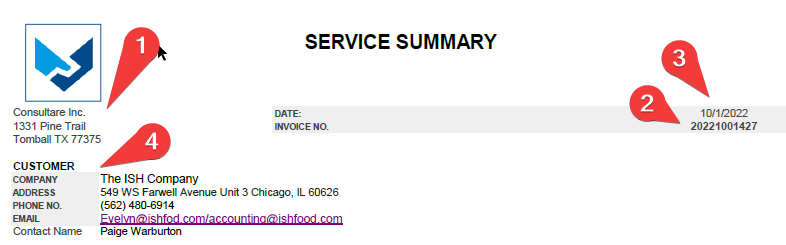 SERVICE SUMMARY
1
3
2
Consultare Inc.
1331 Pine Trail
Tomball TX 77375
DATE: 10/1/2022
INVOICE NO. 20221001427
4
CUSTOMER
COMPANY The ISH Company
ADDRESS 549 WS Farwell Avenue Unit 3 Chicago, IL 60626
PHONE NO. (562) 480-6914
EMAIL Evelyn@ishfod.com/accounting@ishfood.com
Contact Name Paige Warburton